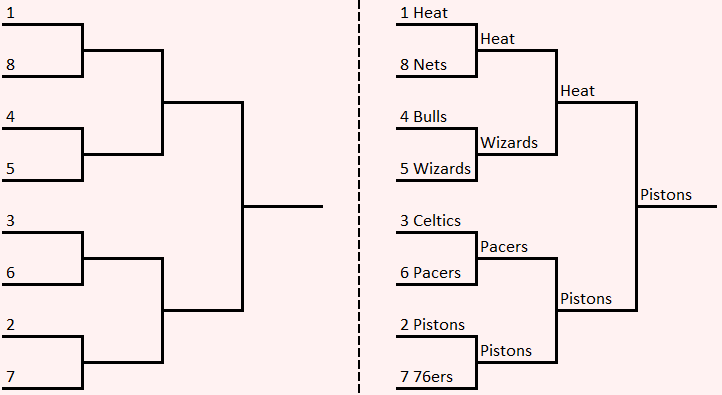 1
8
4
5
3
6
2
7
1 Heat
Heat
8 Nets
Heat
4 Bulls
Wizards
5 Wizards
Pistons
3 Celtics
Pacers
6 Pacers
Pistons
2 Pistons
Pistons
7 76ers